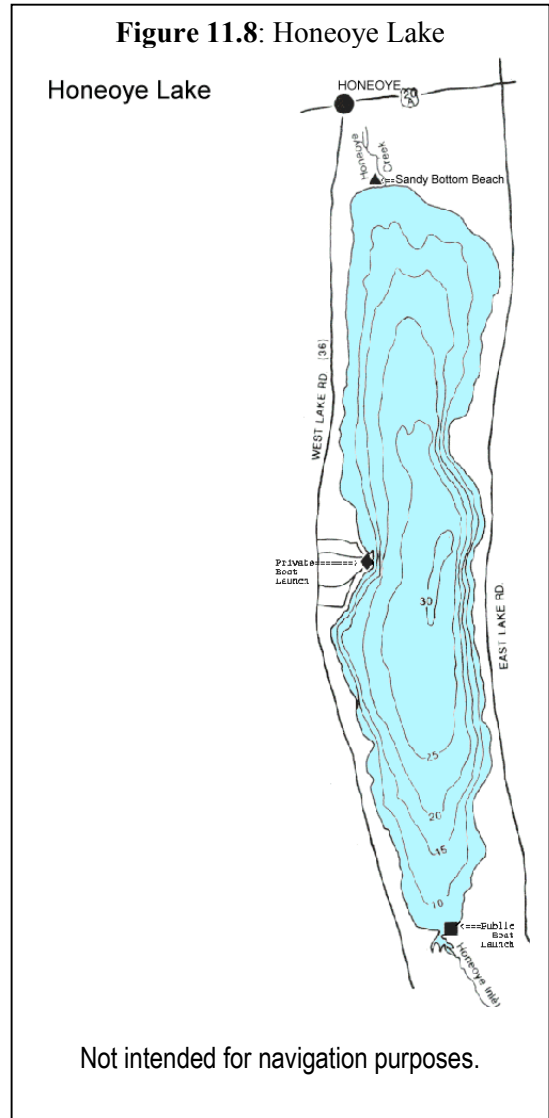 Figure 11.8: Honeoye Lake
Honeoye Lake
HONEOYE
20
A
Honeoye
Creek
<==Sandy Bottom Beach
WEST LAKE RD (36)
EAST LAKE RD.
Private======>
Boat
Launch
30
25
20
15
10
<===Public
Boat
Launch
Honeoye Inlet
Not intended for navigation purposes.